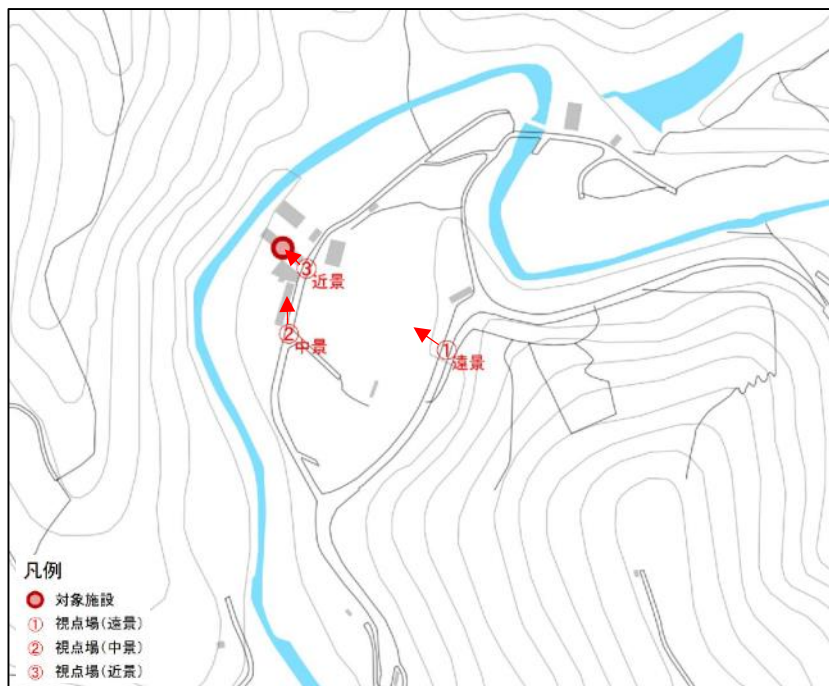 ③
近景
②
中景
①
遠景
凡例
対象施設
① 視点場(遠景)
② 視点場(中景)
③ 視点場(近景)